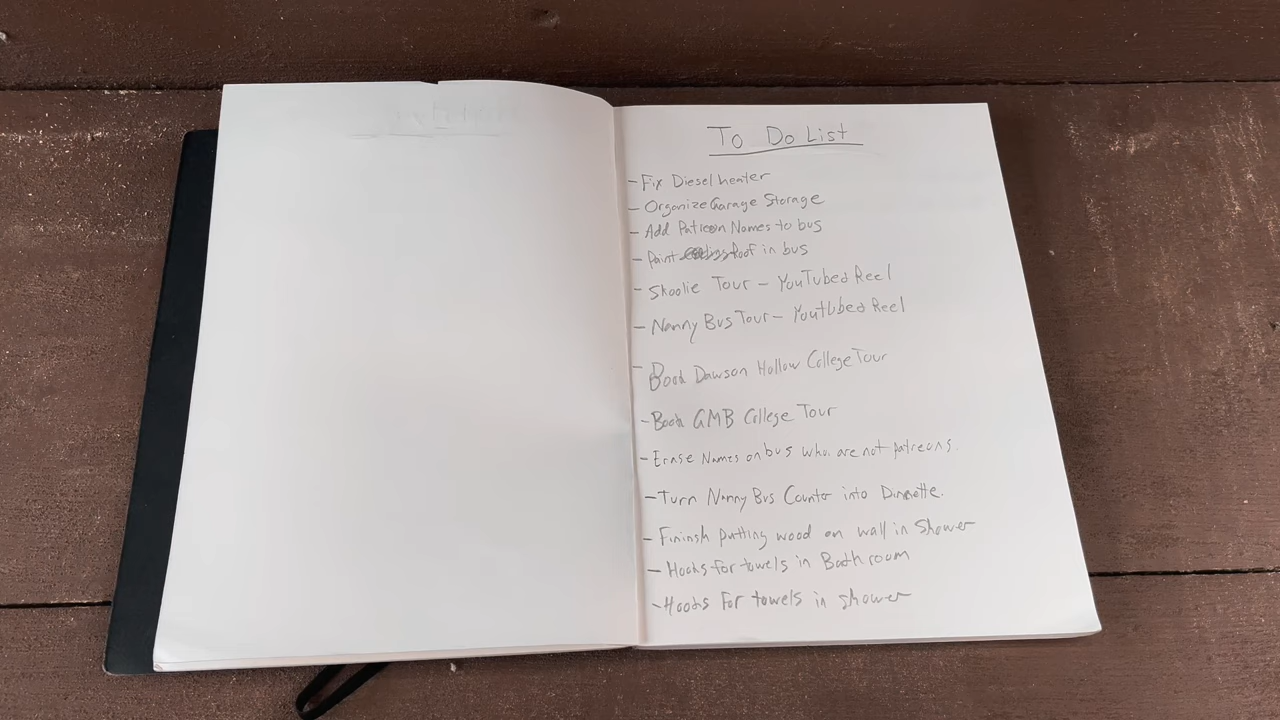 To Do List
- Fix Diesel heater
- Organize Garage Storage
- Add Patreon Names to bus
- Paint Roof in bus
- Skoolie Tour - YouTubed Reel
- Nanny Bus Tour - Youtubed Reel
- Book Dawson Hollow College Tour
- Book GMB College Tour
- Erase Names on bus who are not patreons.
- Turn Nanny Bus Counter into Dinnette.
- Fininsh putting wood on wall in Shower
- Hooks for towels in Bathroom
- Hooks For towels in shower